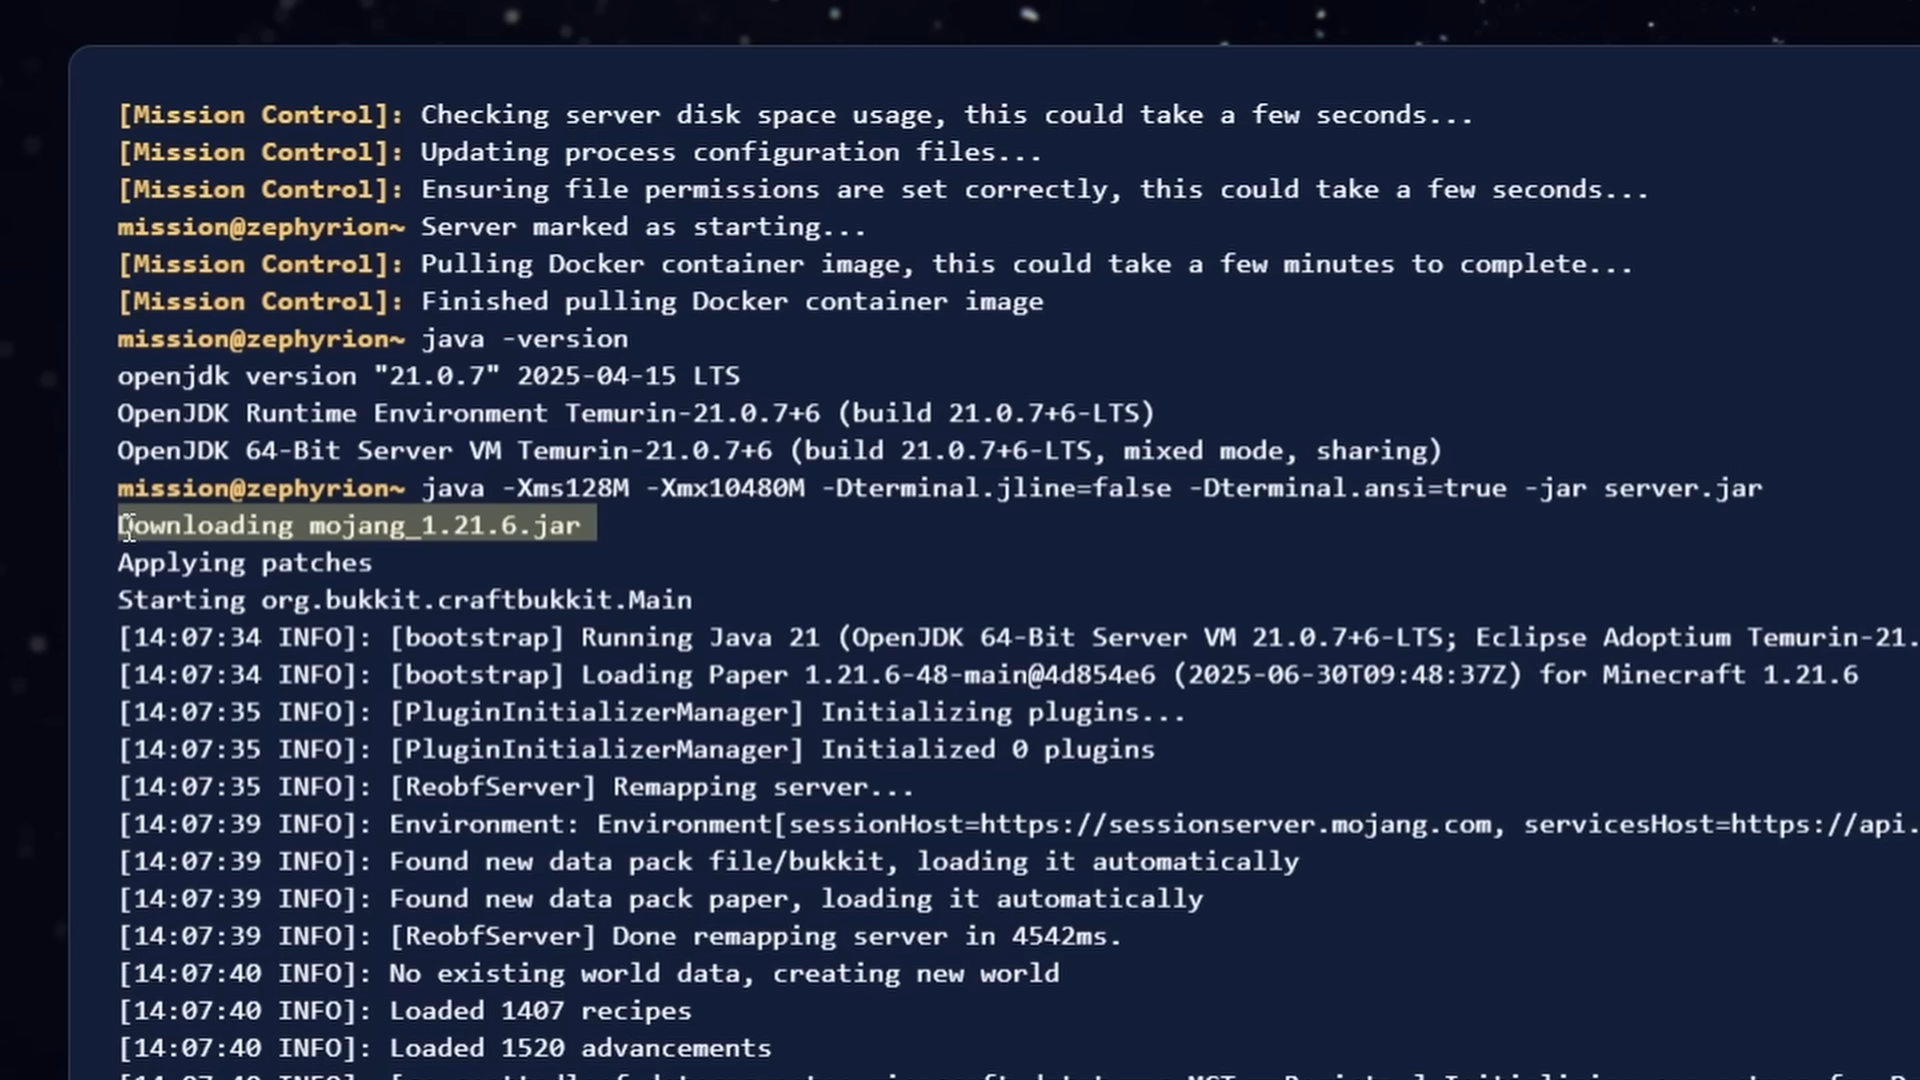 [Mission Control]: Checking server disk space usage, this could take a few seconds...
[Mission Control]: Updating process configuration files...
[Mission Control]: Ensuring file permissions are set correctly, this could take a few seconds...
mission@zephyrion~ Server marked as starting...
[Mission Control]: Pulling Docker container image, this could take a few minutes to complete...
[Mission Control]: Finished pulling Docker container image
mission@zephyrion~ java -version
openjdk version "21.0.7" 2025-04-15 LTS
OpenJDK Runtime Environment Temurin-21.0.7+6 (build 21.0.7+6-LTS)
OpenJDK 64-Bit Server VM Temurin-21.0.7+6 (build 21.0.7+6-LTS, mixed mode, sharing)
mission@zephyrion~ java -Xms128M -Xmx10480M -Dterminal.jline=false -Dterminal.ansi=true -jar server.jar
Downloading mojang_1.21.6.jar
Applying patches
Starting org.bukkit.craftbukkit.Main
[14:07:34 INFO]: [bootstrap] Running Java 21 (OpenJDK 64-Bit Server VM 21.0.7+6-LTS; Eclipse Adoptium Temurin-21.
[14:07:34 INFO]: [bootstrap] Loading Paper 1.21.6-48-main@4d854e6 (2025-06-30T09:48:37Z) for Minecraft 1.21.6
[14:07:35 INFO]: [PluginInitializerManager] Initializing plugins...
[14:07:35 INFO]: [PluginInitializerManager] Initialized 0 plugins
[14:07:35 INFO]: [ReobfServer] Remapping server...
[14:07:39 INFO]: Environment: Environment[sessionHost=https://sessionserver.mojang.com, servicesHost=https://api.
[14:07:39 INFO]: Found new data pack file/bukkit, loading it automatically
[14:07:39 INFO]: Found new data pack paper, loading it automatically
[14:07:39 INFO]: [ReobfServer] Done remapping server in 4542ms.
[14:07:40 INFO]: No existing world data, creating new world
[14:07:40 INFO]: Loaded 1407 recipes
[14:07:40 INFO]: Loaded 1520 advancements